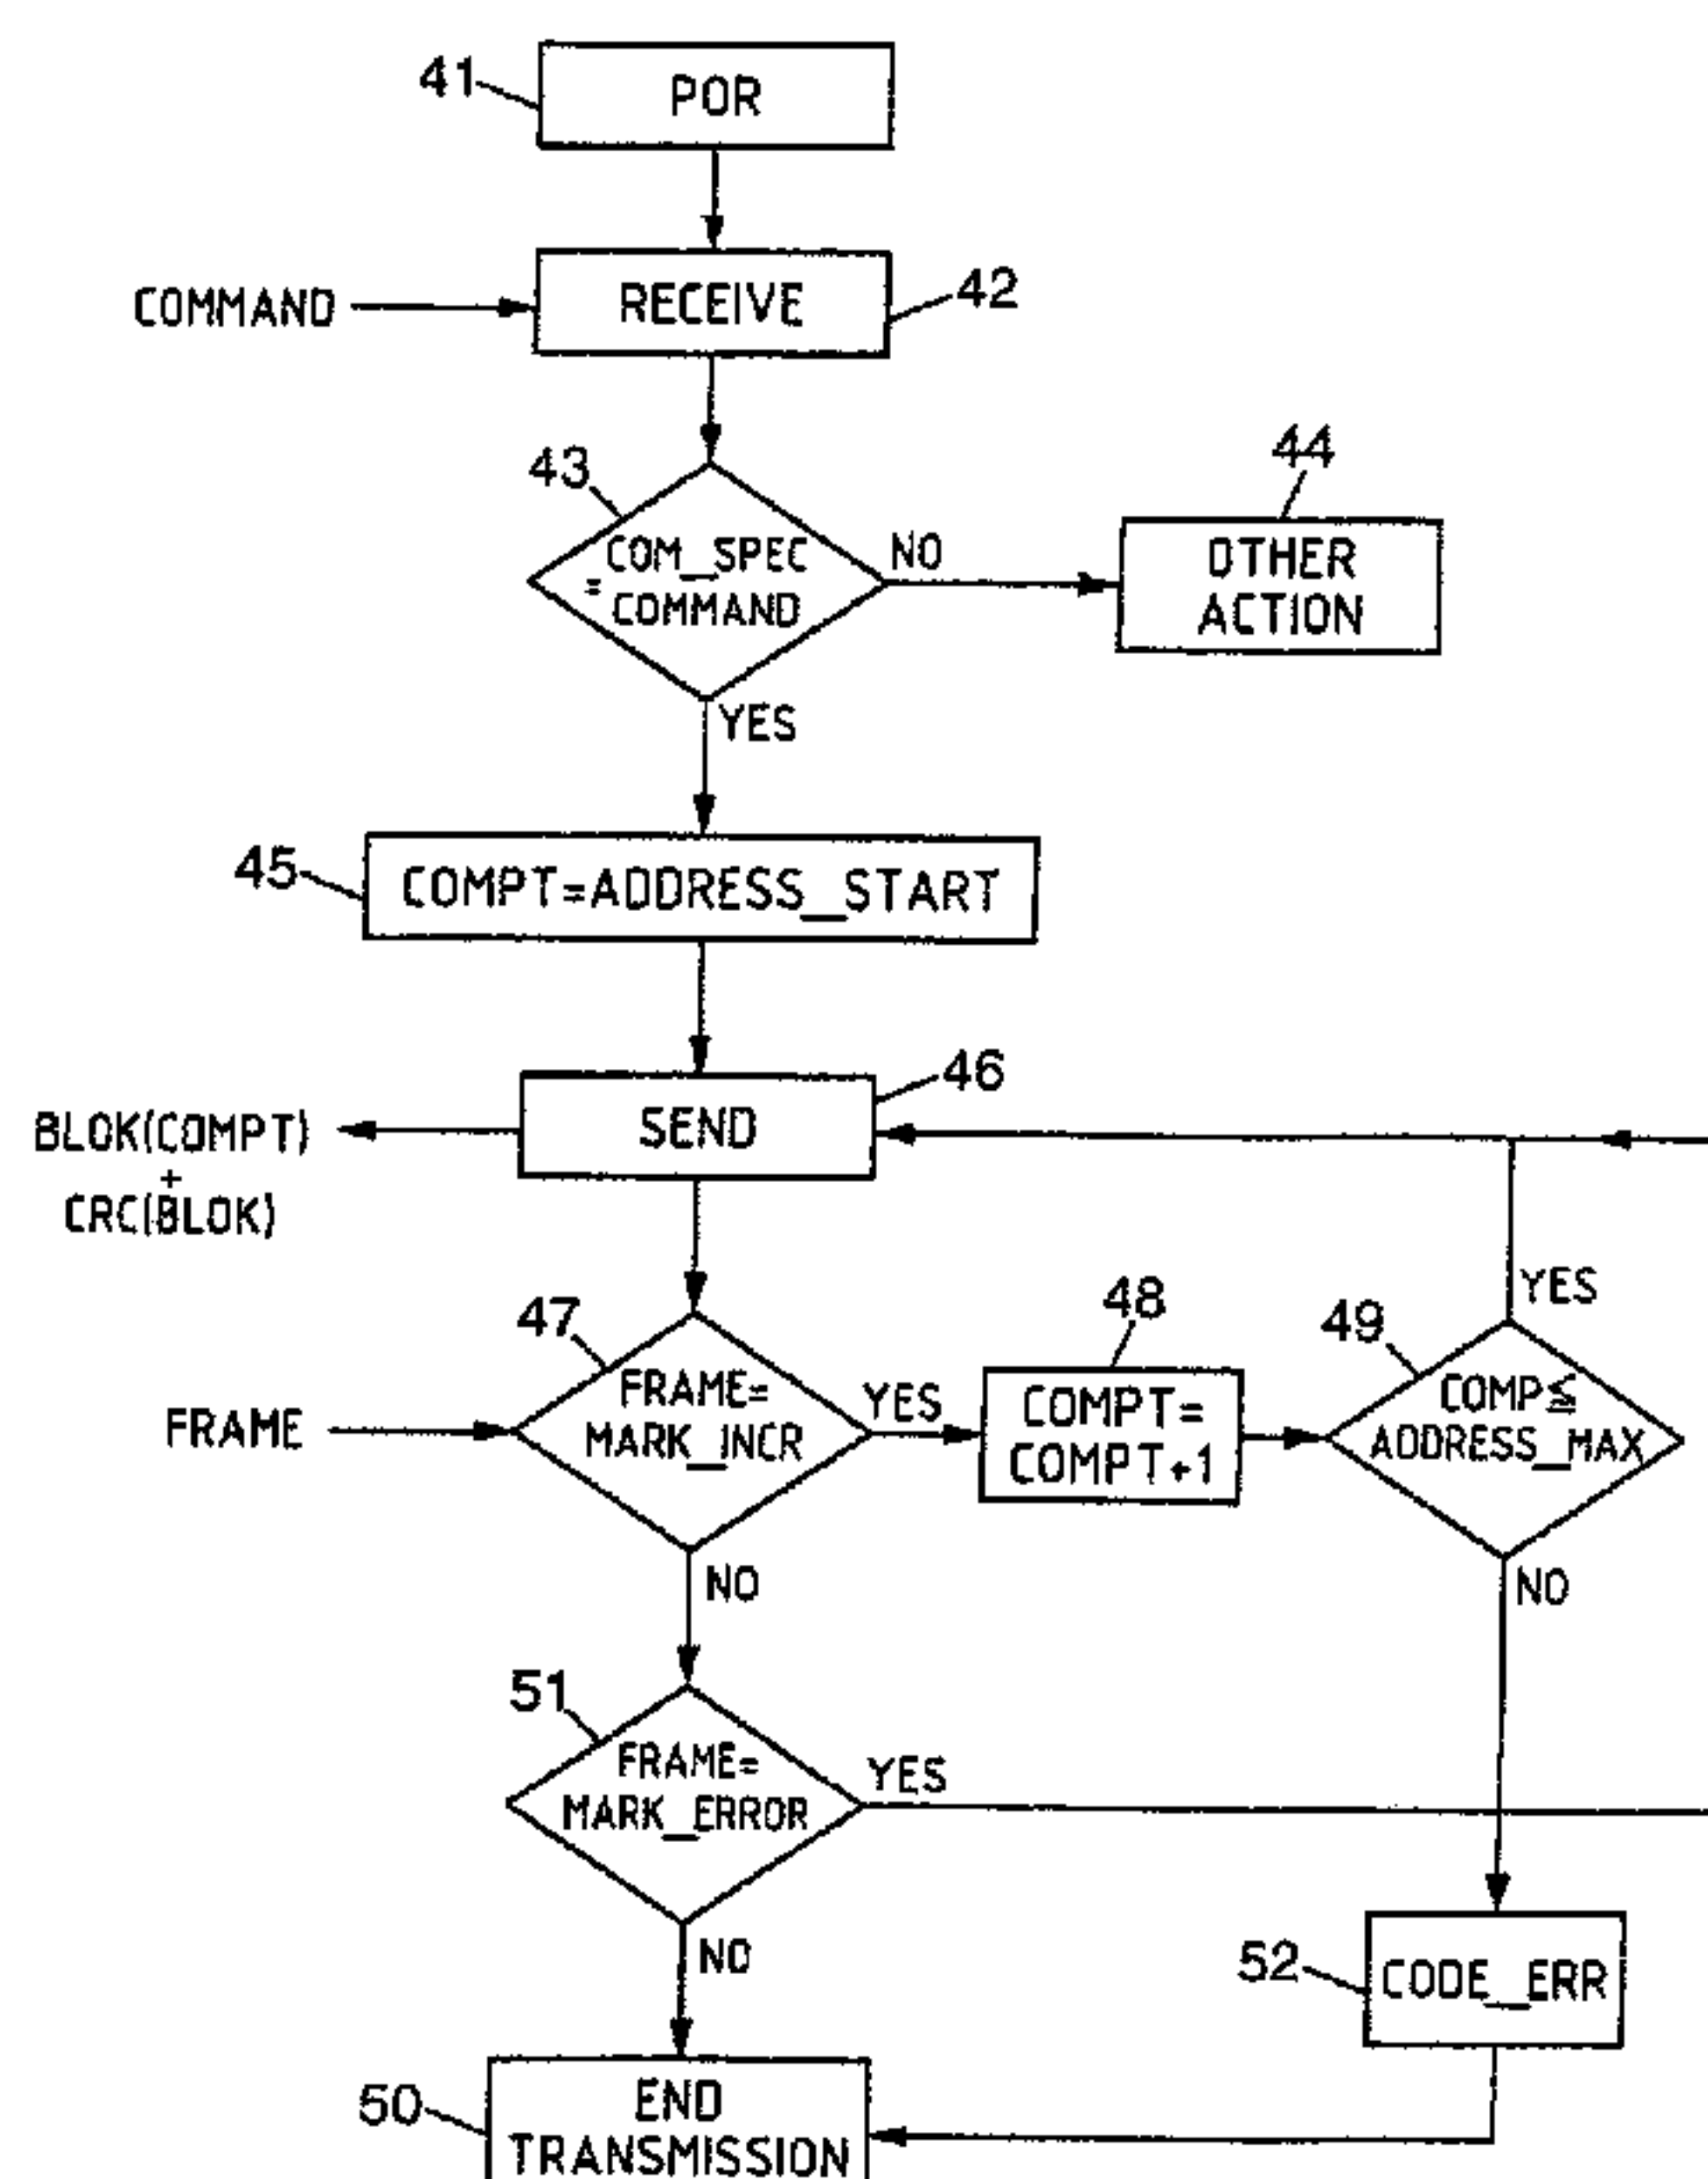 41
POR
COMMAND
RECEIVE
42
43
COM_SPEC
= COMMAND
NO
44
OTHER
ACTION
YES
45
COMPT=ADDRESS_START
46
SEND
BLOK(COMPT)
+
CRC(BLOK)
47
FRAME
FRAME=
MARK_INCR
YES
48
COMPT=
COMPT+1
49
COMP≤
ADDRESS_MAX
YES
NO
NO
51
FRAME=
MARK_ERROR
YES
NO
52
CODE_ERR
50
END
TRANSMISSION